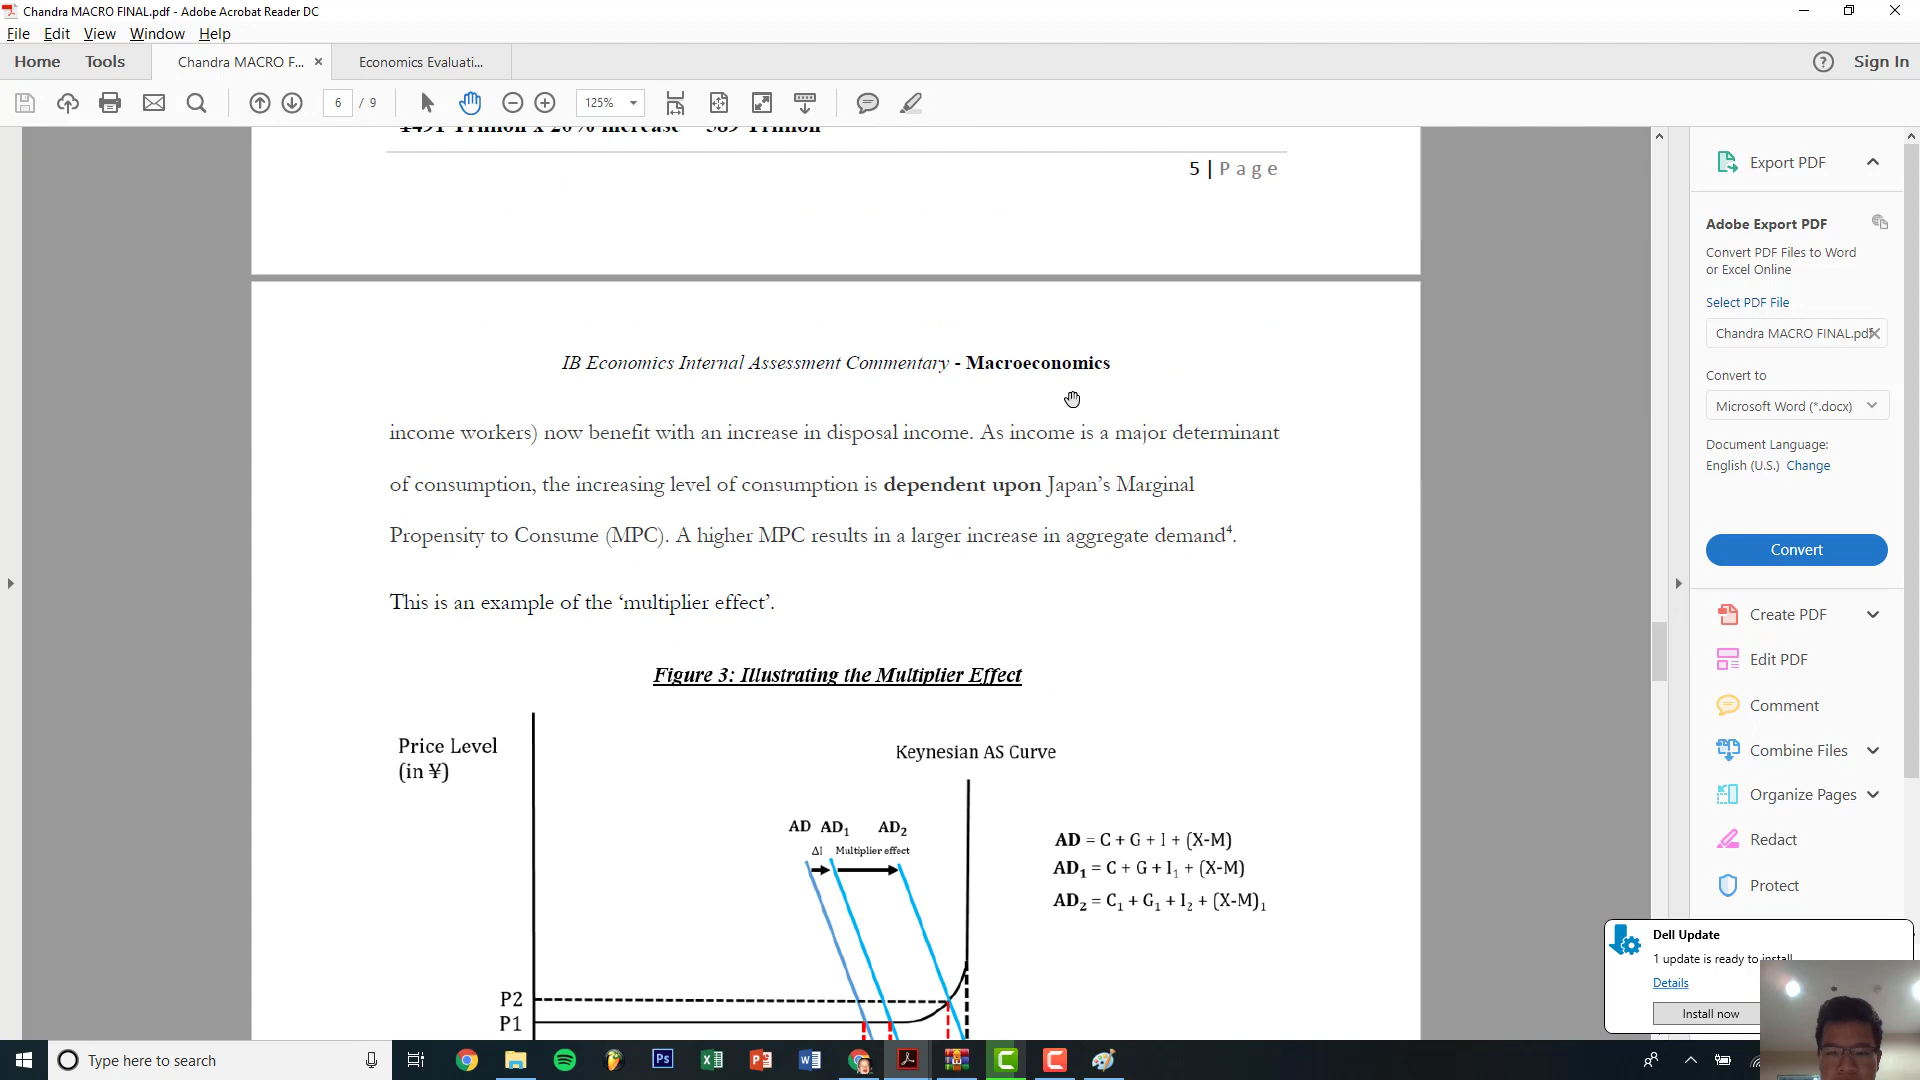 Chandra MACRO FINAL.pdf - Adobe Acrobat Reader DC
File Edit View Window Help
Home Tools Chandra MACRO F... × Economics Evaluati... Sign In
6 / 9 125%
¥491 Trillion x 20% increase = 589 Trillion
5 | Page
IB Economics Internal Assessment Commentary - Macroeconomics
income workers) now benefit with an increase in disposal income. As income is a major determinant
of consumption, the increasing level of consumption is dependent upon Japan's Marginal
Propensity to Consume (MPC). A higher MPC results in a larger increase in aggregate demand⁴.
This is an example of the 'multiplier effect'.
Figure 3: Illustrating the Multiplier Effect
Price Level
(in ¥)
Keynesian AS Curve
AD AD₁ AD₂
ΔI Multiplier effect
AD = C + G + I + (X-M)
AD₁ = C + G + I₁ + (X-M)
AD₂ = C₁ + G₁ + I₂ + (X-M)₁
P2
P1
Export PDF
Adobe Export PDF
Convert PDF Files to Word
or Excel Online
Select PDF File
Chandra MACRO FINAL.pdf
Convert to
Microsoft Word (*.docx)
Document Language:
English (U.S.) Change
Convert
Create PDF
Edit PDF
Comment
Combine Files
Organize Pages
Redact
Protect
Dell Update
1 update is ready to install
Details
Install now
Type here to search